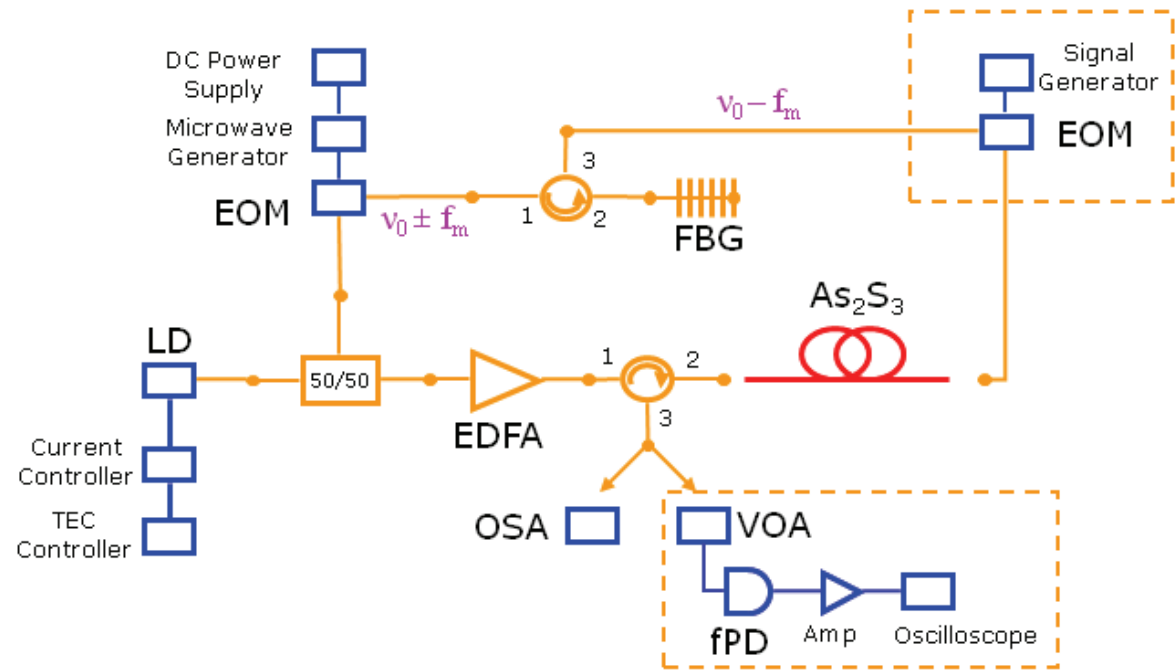 DC Power
Supply
Microwave
Generator
EOM
ν₀ ± fₘ
1
2
3
FBG
ν₀ − fₘ
Signal
Generator
EOM
As₂S₃
LD
50/50
EDFA
1
2
3
Current
Controller
TEC
Controller
OSA
VOA
fPD
Amp
Oscilloscope